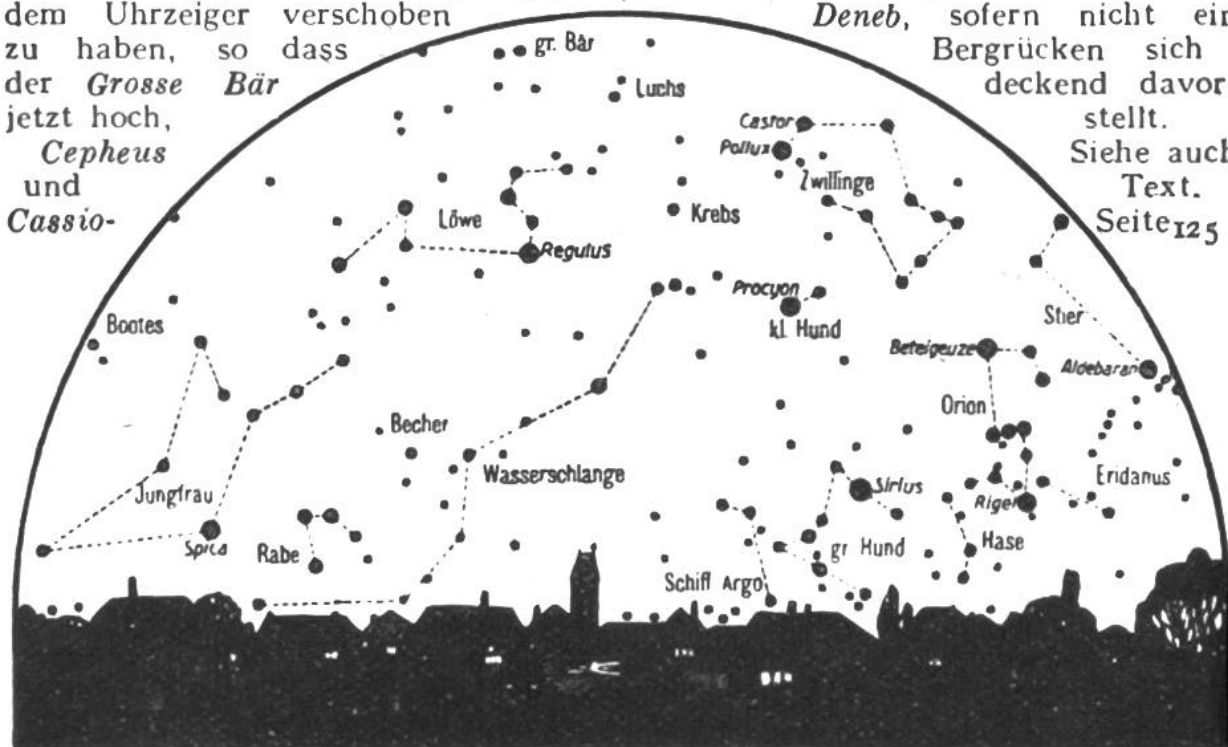 dem Uhrzeiger verschoben
zu haben, so dass
der Grosse Bär
jetzt hoch,
Cepheus
und
Cassio-
Deneb, sofern nicht ein
Bergrücken sich
deckend davor
stellt.
Siehe auch
Text.
Seite 125
gr. Bär
Luchs
Castor
Pollux
Zwillinge
Löwe
Krebs
Regulus
Procyon
kl. Hund
Bootes
Stier
Beteigeuze
Aldebaran
Orion
Becher
Wasserschlange
Eridanus
Jungfrau
Sirius
Rigel
Spica
Rabe
gr Hund
Hase
Schiff Argo